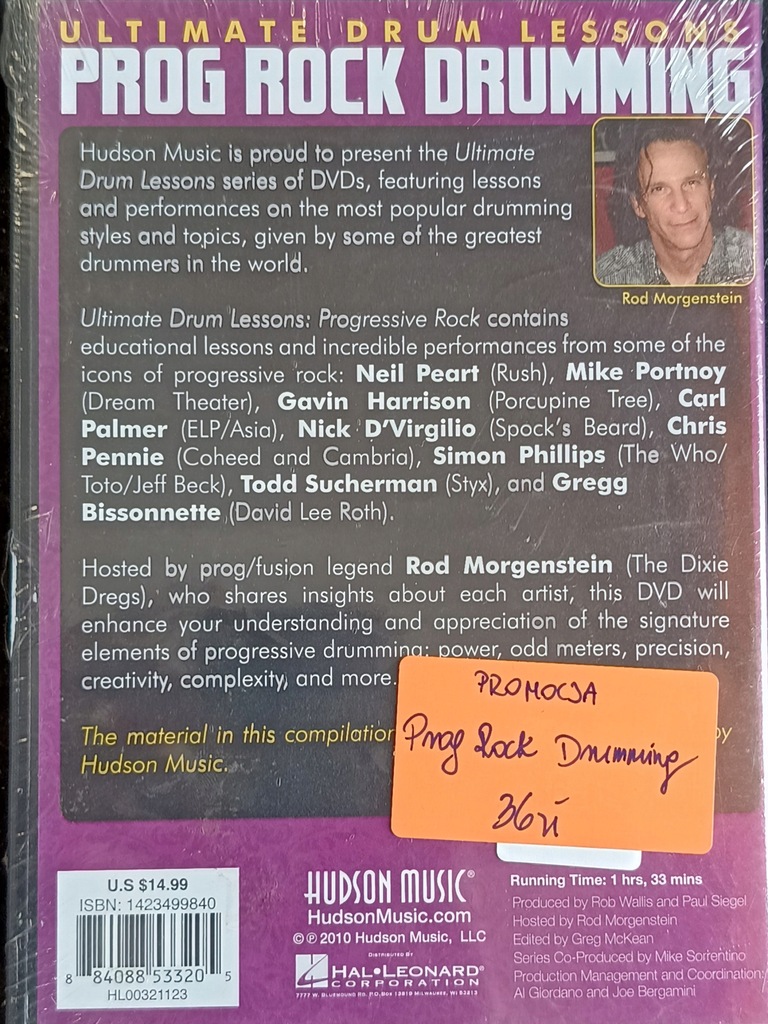 ULTIMATE DRUM LESSONS
PROG ROCK DRUMMING
Hudson Music is proud to present the Ultimate
Drum Lessons series of DVDs, featuring lessons
and performances on the most popular drumming
styles and topics, given by some of the greatest
drummers in the world.
Rod Morgenstein
Ultimate Drum Lessons: Progressive Rock contains
educational lessons and incredible performances from some of the
icons of progressive rock: Neil Peart (Rush), Mike Portnoy
(Dream Theater), Gavin Harrison (Porcupine Tree), Carl
Palmer (ELP/Asia), Nick D'Virgilio (Spock's Beard), Chris
Pennie (Coheed and Cambria), Simon Phillips (The Who/
Toto/Jeff Beck), Todd Sucherman (Styx), and Gregg
Bissonnette (David Lee Roth).
Hosted by prog/fusion legend Rod Morgenstein (The Dixie
Dregs), who shares insights about each artist, this DVD will
enhance your understanding and appreciation of the signature
elements of progressive drumming: power, odd meters, precision,
creativity, complexity, and more.
The material in this compilation by
Hudson Music.
PROMOCJA
Prog Rock Drumming
36zł
U.S $14.99
ISBN: 1423499840
8 84088 53320 5
HL00321123
HUDSON MUSIC®
HudsonMusic.com
© ℗ 2010 Hudson Music, LLC
DISTRIBUTED BY
HAL•LEONARD®
CORPORATION
7777 W. BLUEMOUND RD. P.O. BOX 13819 MILWAUKEE, WI 53213
Running Time: 1 hrs, 33 mins
Produced by Rob Wallis and Paul Siegel
Hosted by Rod Morgenstein
Edited by Greg McKean
Series Co-Produced by Mike Sorrentino
Production Management and Coordination:
Al Giordano and Joe Bergamini